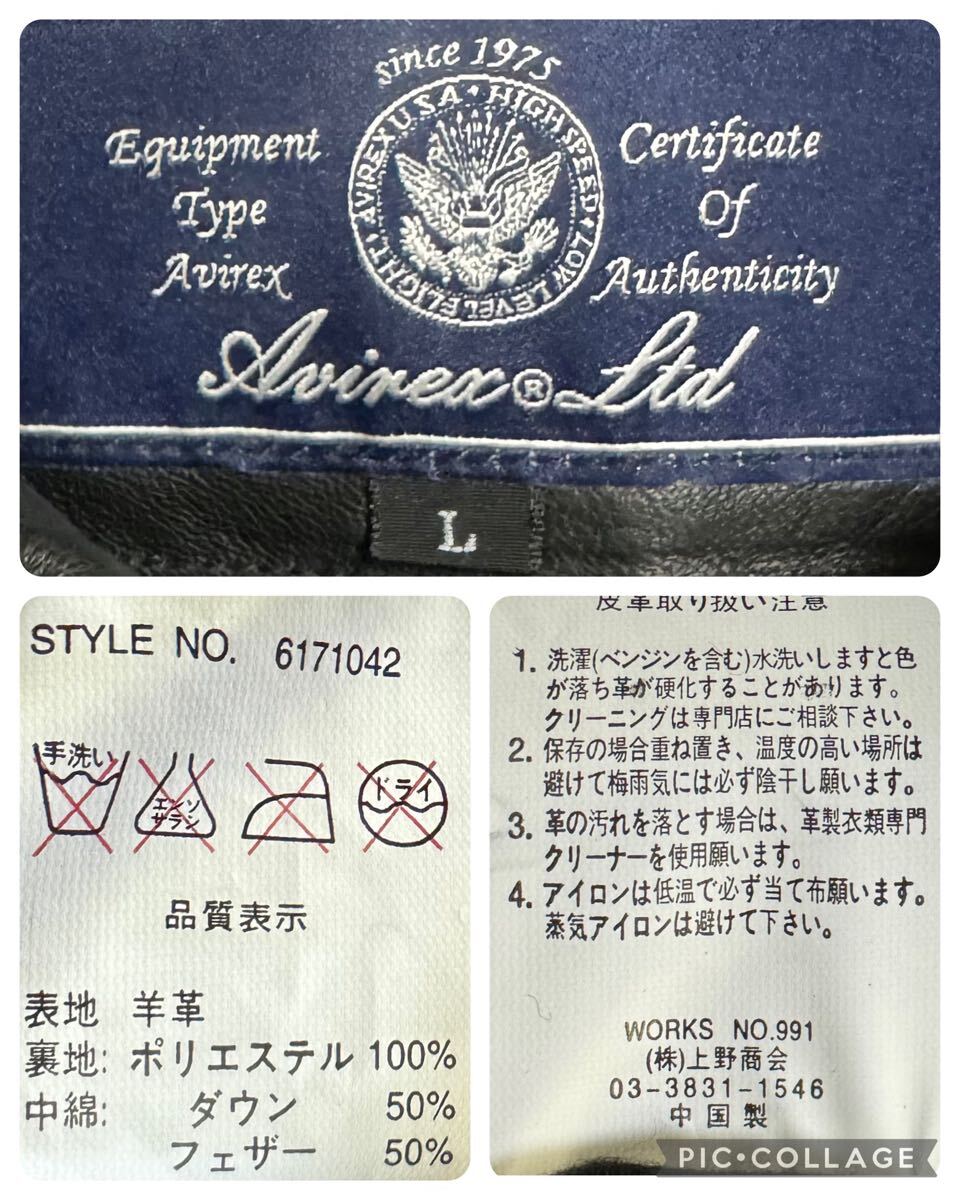 since 1975
AVIREX USA • HIGH SPEED • LOW LEVEL FLIGHT •
Equipment
Type
Avirex
Certificate
Of
Authenticity
Avirex® Ltd
L
STYLE NO. 6171042
手洗い
エンソ
サラシ
ドライ
品質表示
表地 羊革
裏地: ポリエステル 100%
中綿: ダウン 50%
フェザー 50%
皮革取り扱い注意
1. 洗濯(ベンジンを含む)水洗いしますと色
が落ち革が硬化することがあります。
クリーニングは専門店にご相談下さい。
2. 保存の場合重ね置き、温度の高い場所は
避けて梅雨気には必ず陰干し願います。
3. 革の汚れを落とす場合は、革製衣類専門
クリーナーを使用願います。
4. アイロンは低温で必ず当て布願います。
蒸気アイロンは避けて下さい。
WORKS NO.991
(株)上野商会
03-3831-1546
中国製
PIC•COLLAGE